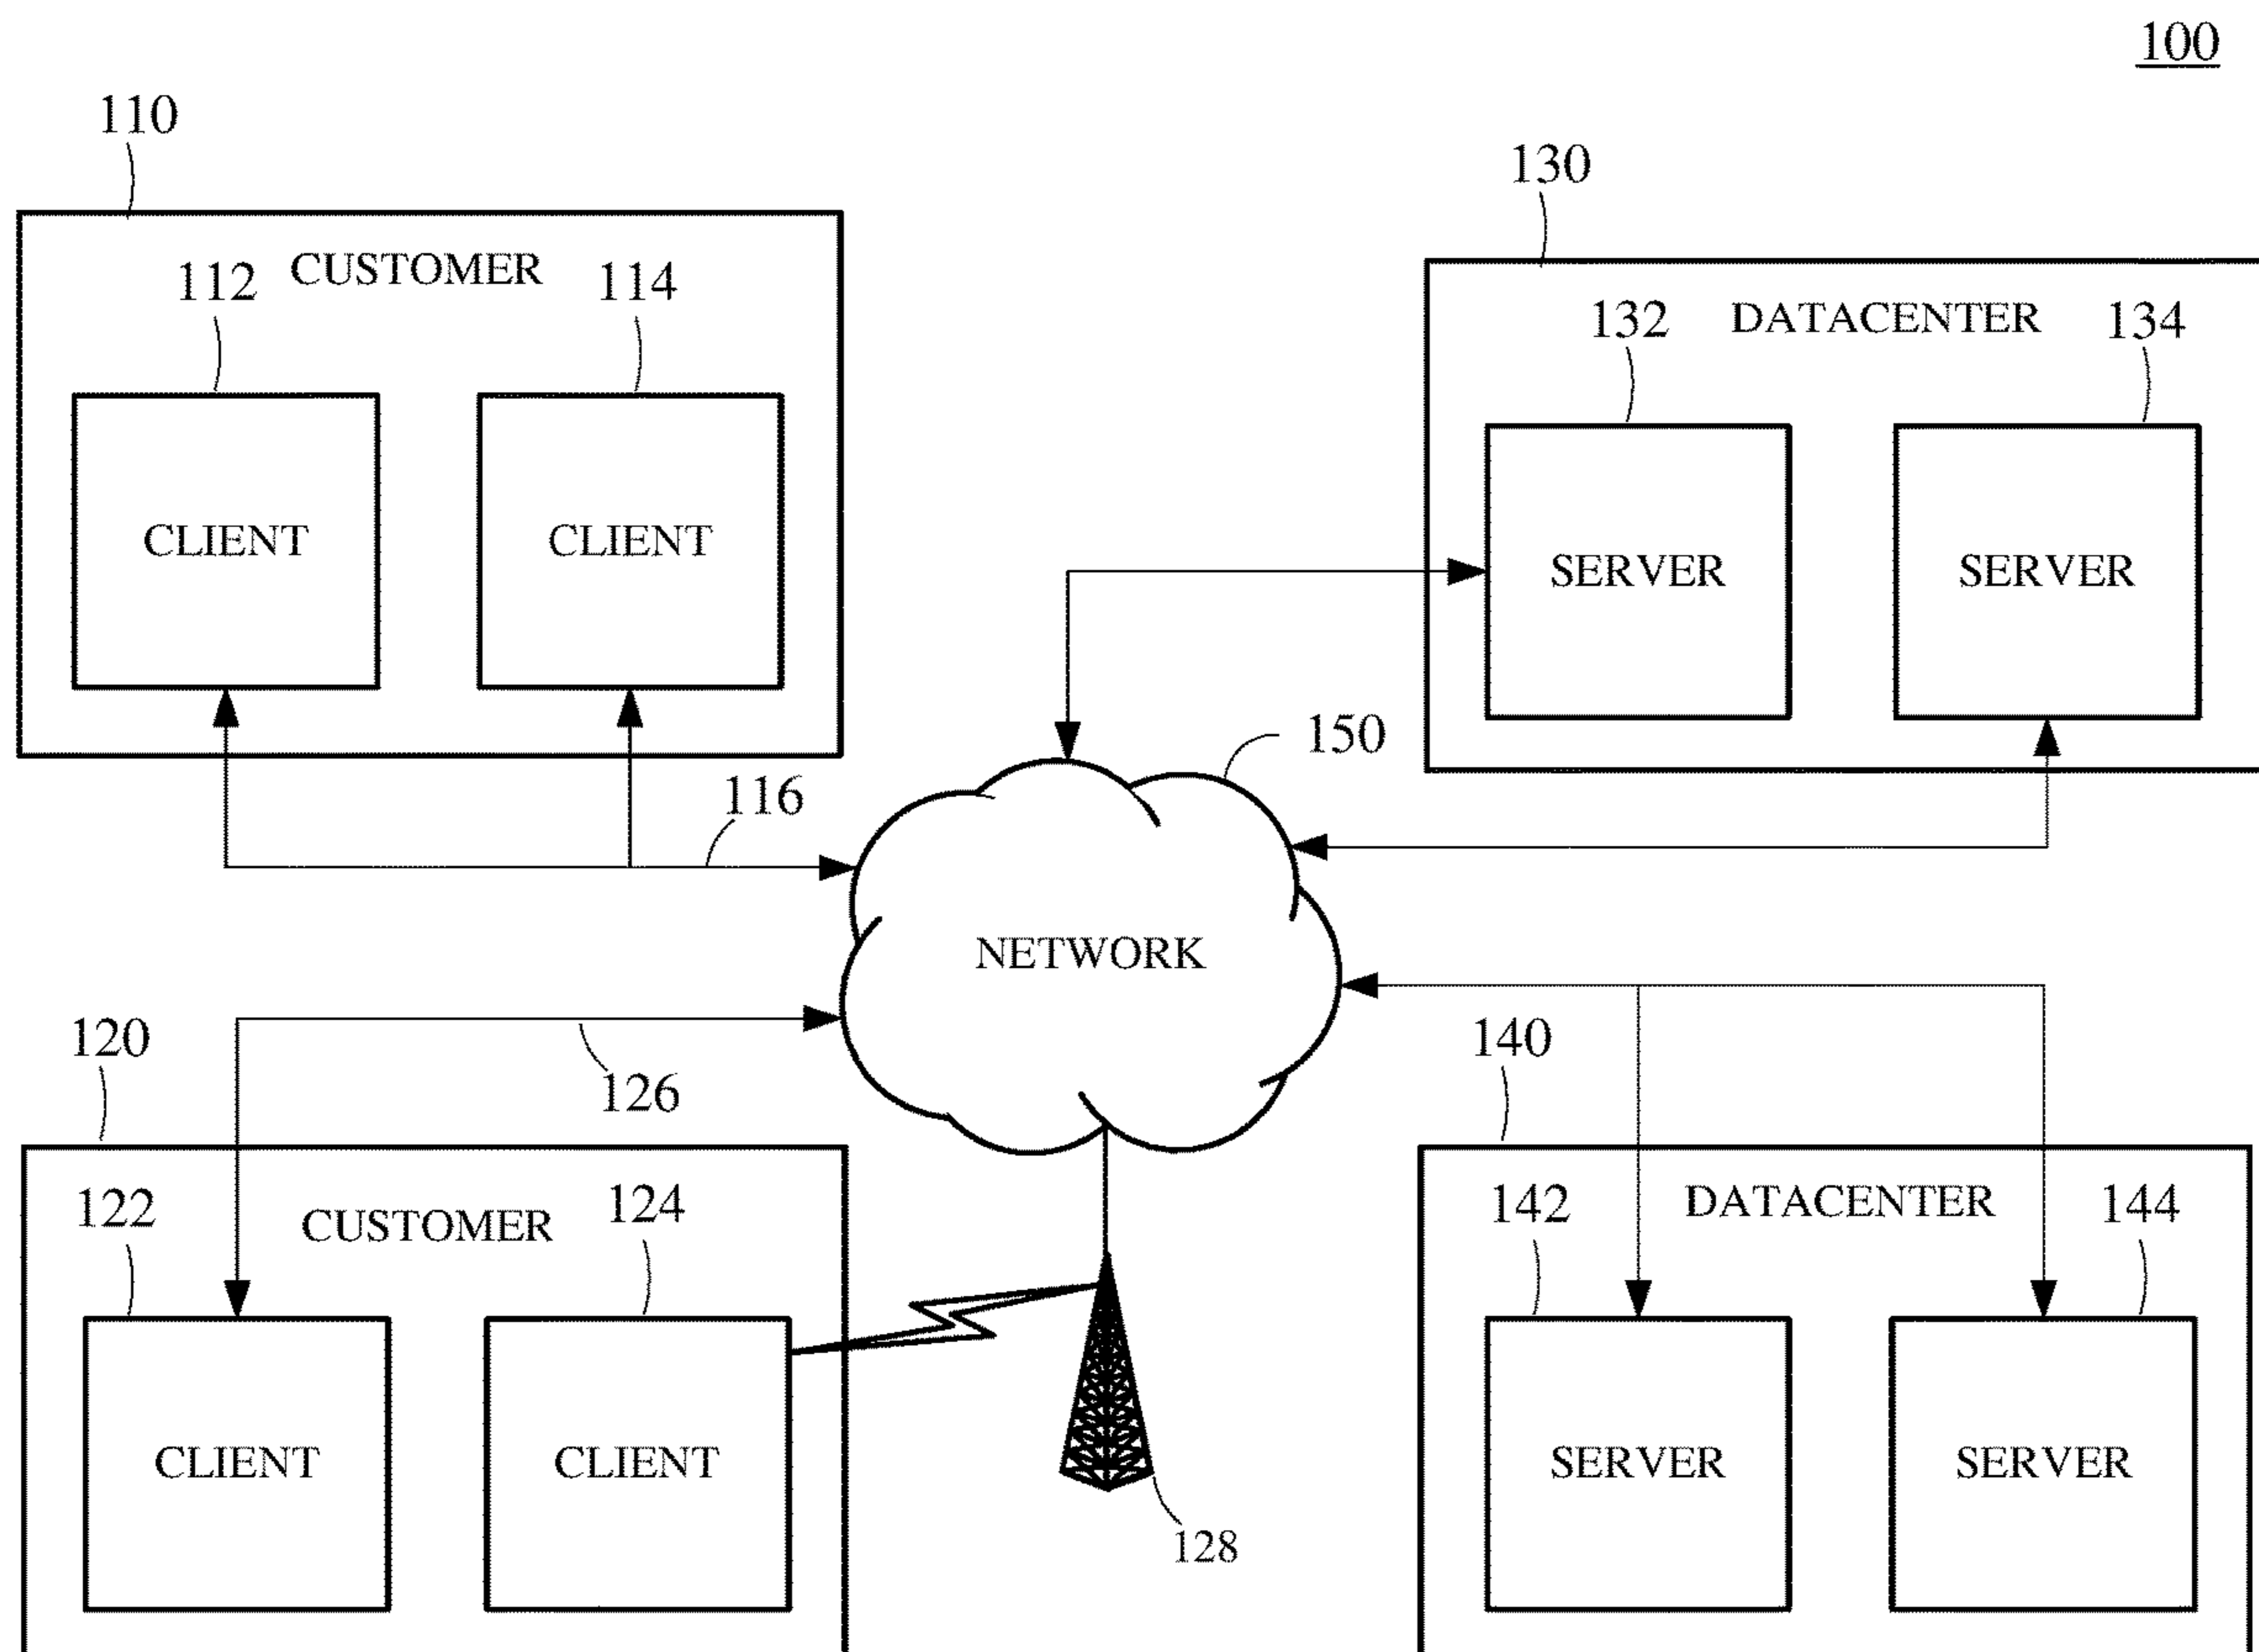 100
110
130
CUSTOMER
112
114
DATACENTER
132
134
CLIENT
CLIENT
SERVER
SERVER
150
116
NETWORK
120
126
140
122
CUSTOMER
124
142
DATACENTER
144
CLIENT
CLIENT
SERVER
SERVER
128